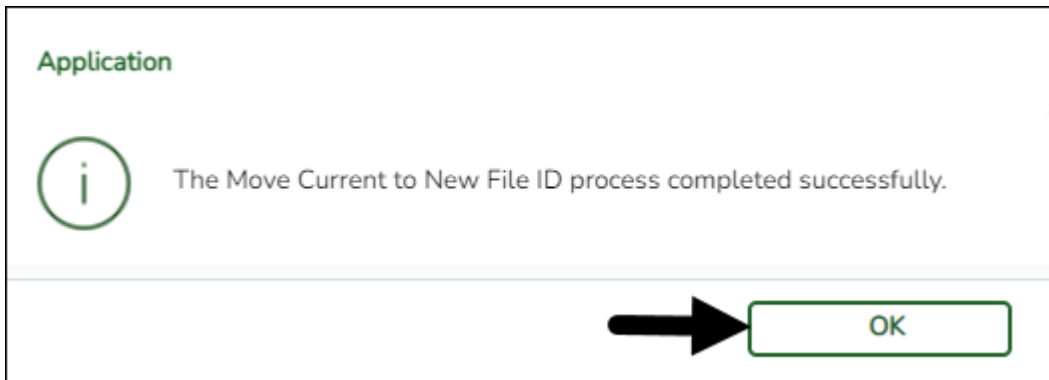 Application
The Move Current to New File ID process completed successfully.
OK